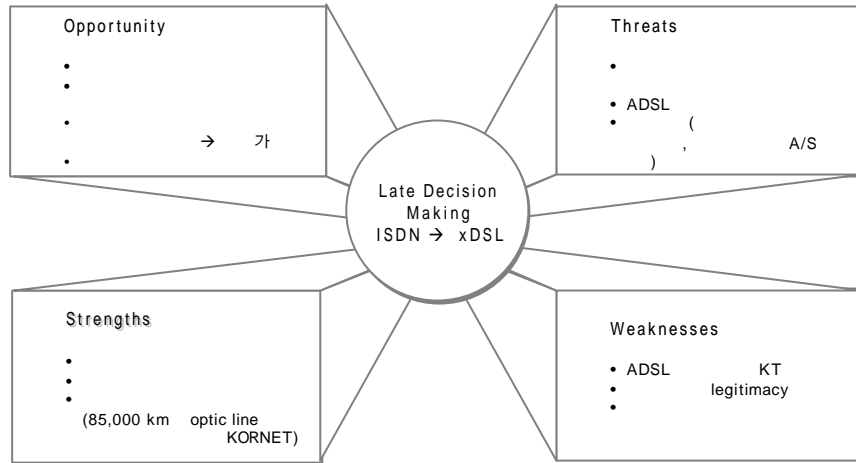 Opportunity
•
•
•
→ 가
•
Threats
•
• ADSL
• (
, A/S
)
Late Decision
Making
ISDN → xDSL
Strengths
•
•
•
(85,000 km optic line
KORNET)
Weaknesses
• ADSL KT
• legitimacy
•